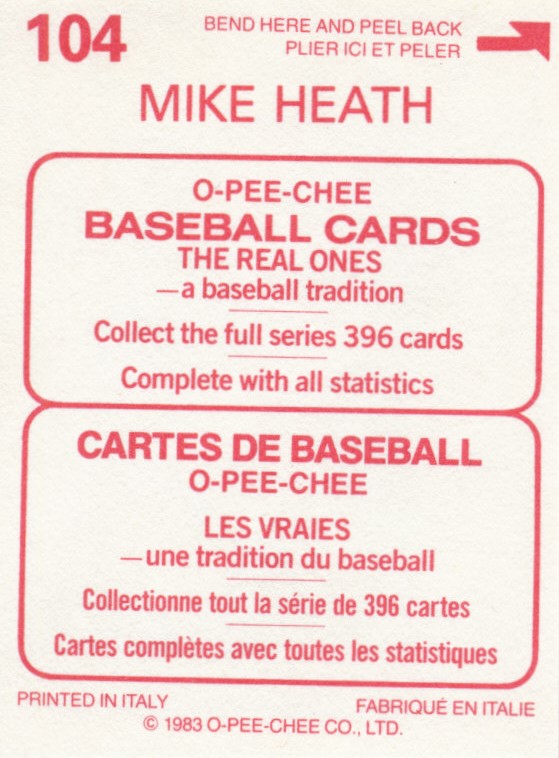 104
BEND HERE AND PEEL BACK
PLIER ICI ET PELER
MIKE HEATH
O-PEE-CHEE
BASEBALL CARDS
THE REAL ONES
—a baseball tradition
Collect the full series 396 cards
Complete with all statistics
CARTES DE BASEBALL
O-PEE-CHEE
LES VRAIES
—une tradition du baseball
Collectionne tout la série de 396 cartes
Cartes complètes avec toutes les statistiques
PRINTED IN ITALY
FABRIQUÉ EN ITALIE
© 1983 O-PEE-CHEE CO., LTD.